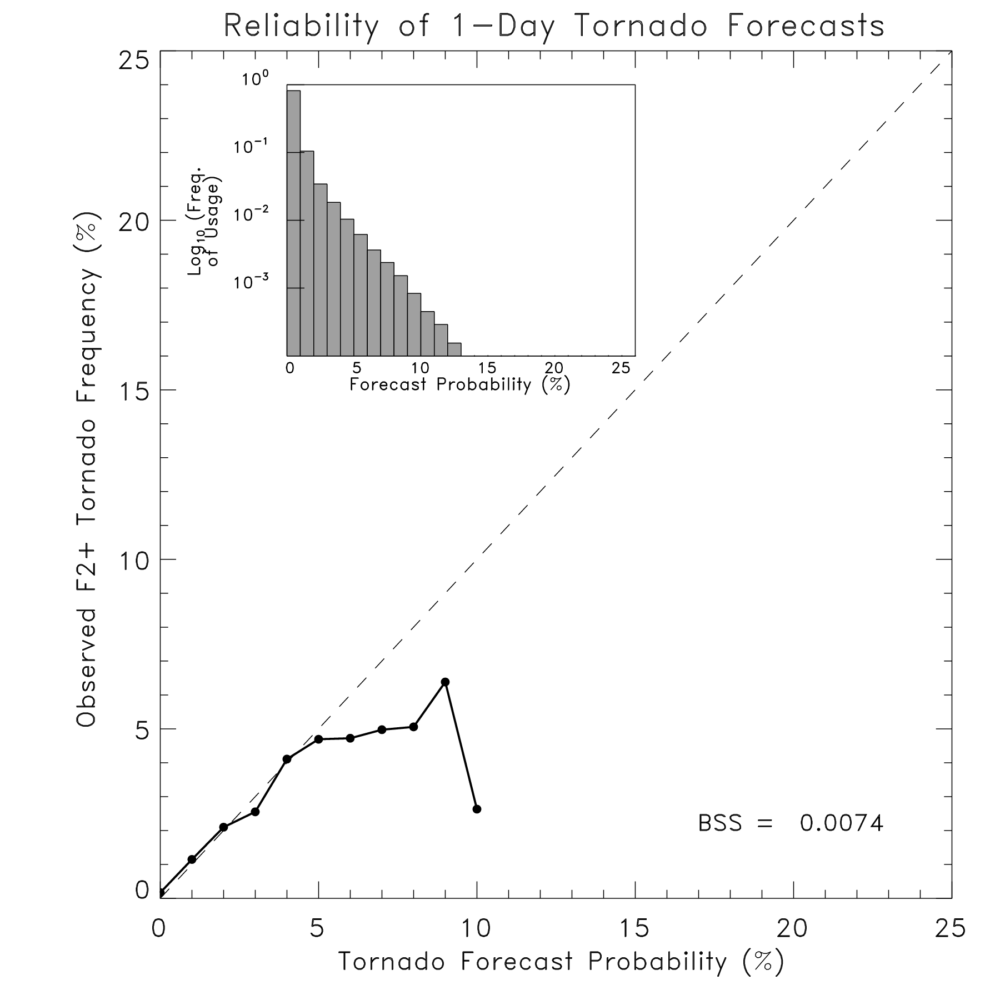 Reliability of 1-Day Tornado Forecasts
25
20
15
10
5
0
Observed F2+ Tornado Frequency (%)
10⁰
10⁻¹
10⁻²
10⁻³
Log₁₀ (Freq.
of Usage)
0 5 10 15 20 25
Forecast Probability (%)
BSS = 0.0074
0 5 10 15 20 25
Tornado Forecast Probability (%)